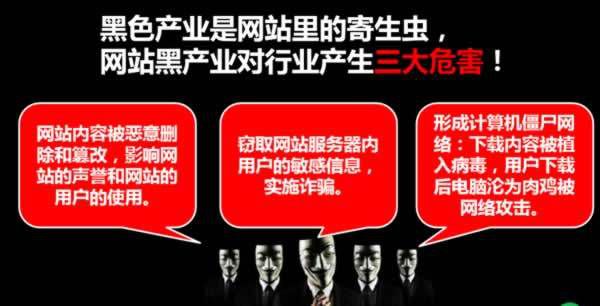 黑色产业是网站里的寄生虫，
网站黑产业对行业产生三大危害！
网站内容被恶意删
除和篡改，影响网
站的声誉和网站的
用户的使用。
窃取网站服务器内
用户的敏感信息，
实施诈骗。
形成计算机僵尸网
络：下载内容被植
入病毒，用户下载
后电脑沦为肉鸡被
网络攻击。